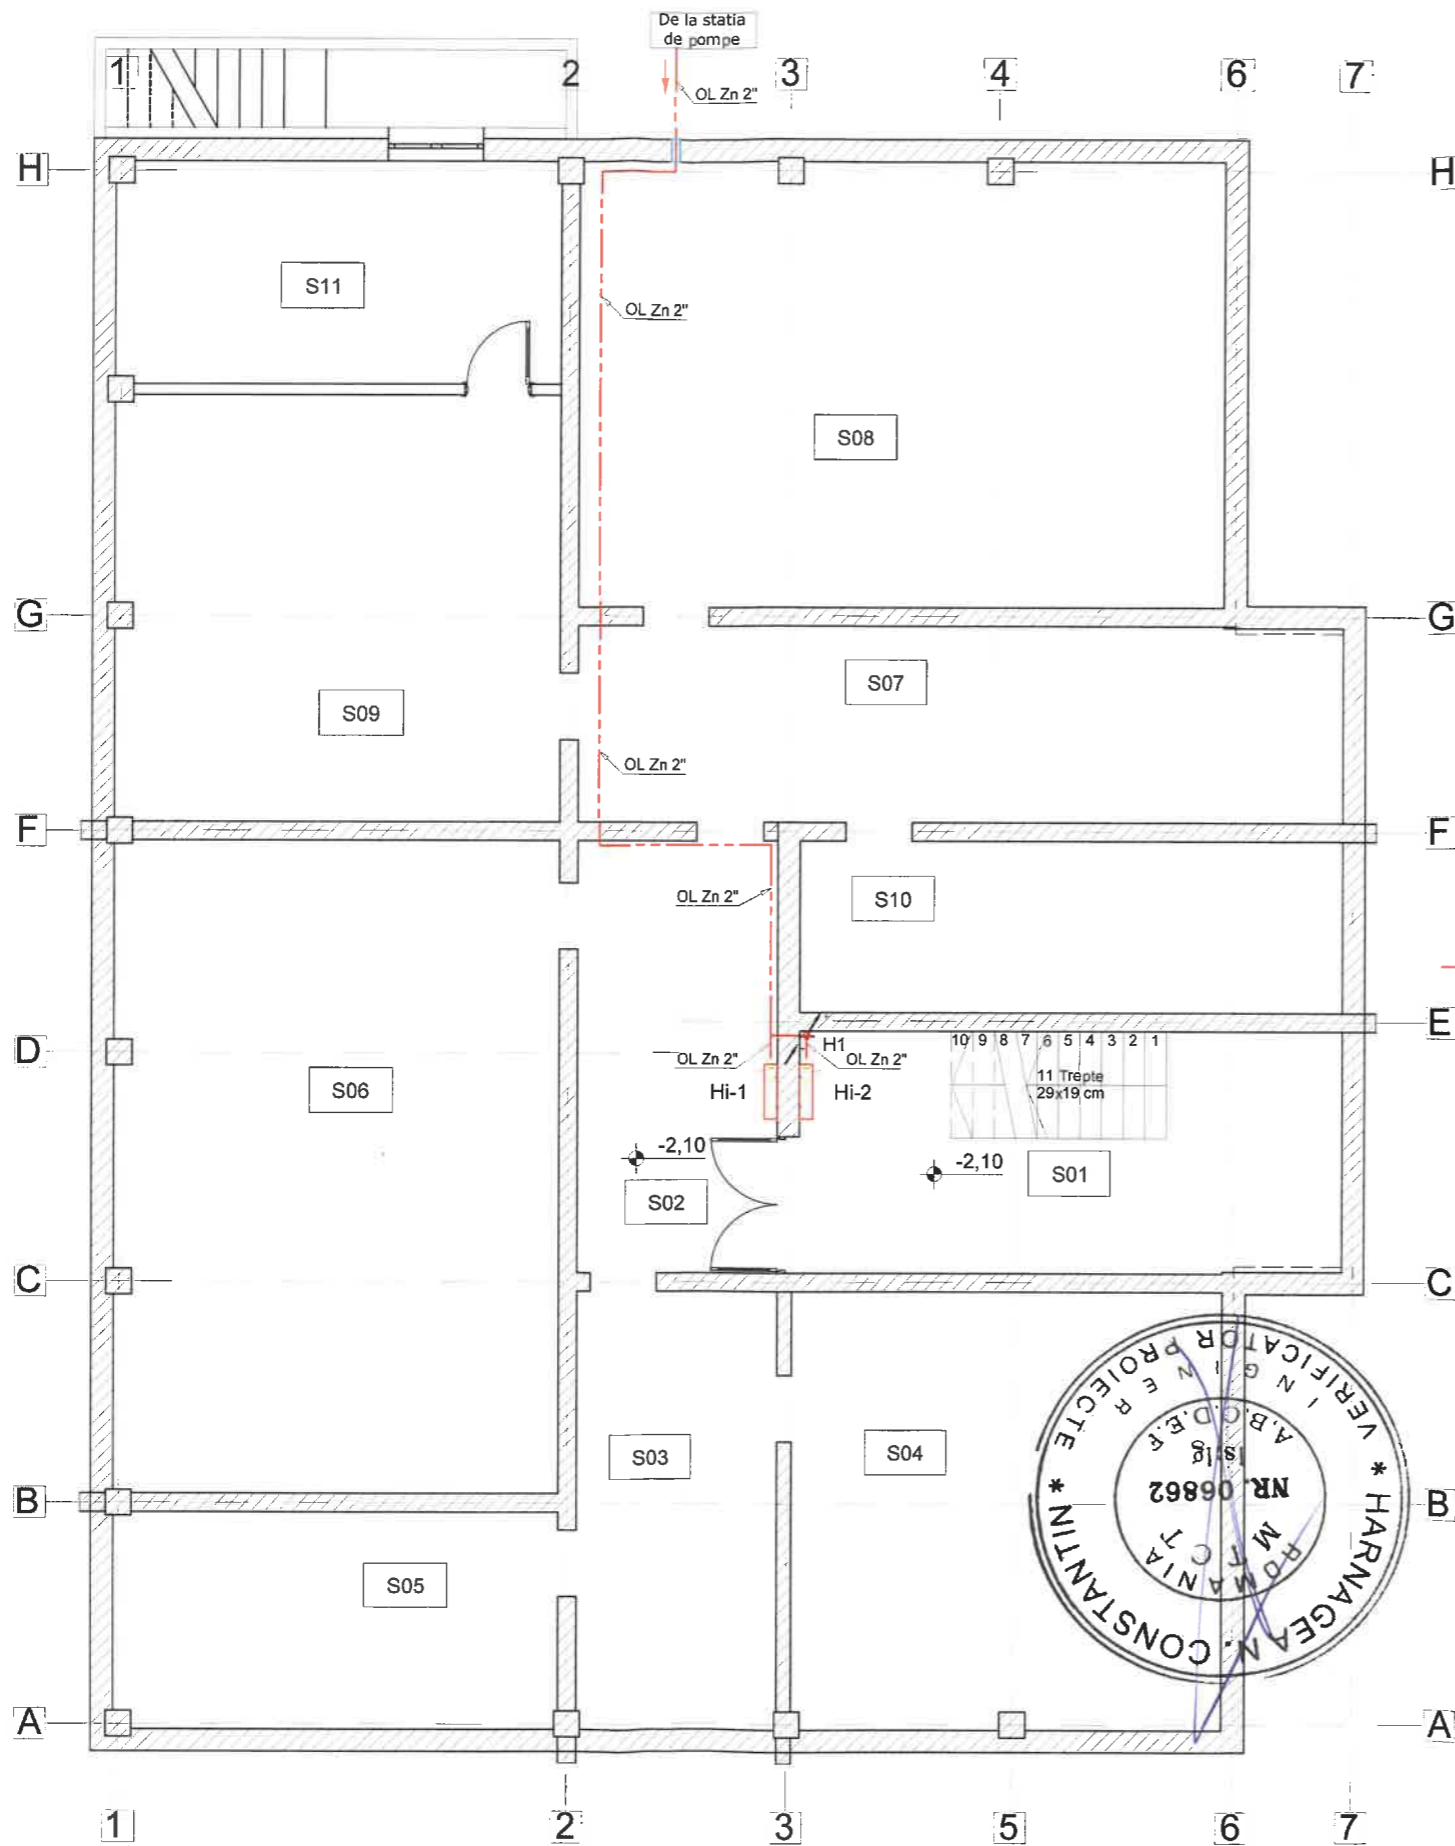 De la statia
de pompe
1
2
3
4
6
7
OL Zn 2"
H
H
S11
OL Zn 2"
S08
G
G
S07
S09
OL Zn 2"
F
F
OL Zn 2"
S10
E
10 9 8 7 6 5 4 3 2 1
D
H1
OL Zn 2"
OL Zn 2"
11 Trepte
29x19 cm
S06
Hi-1
Hi-2
-2,10
-2,10
S01
S02
C
C
VERIFICATOR PROIECTE
INGINERER
A.B.C.D.E.F
Is;Ig
NR. 06862
MTCT
ROMANIA
* HARNAGEA N. CONSTANTIN *
S03
S04
B
B
S05
A
A
1
2
3
5
6
7